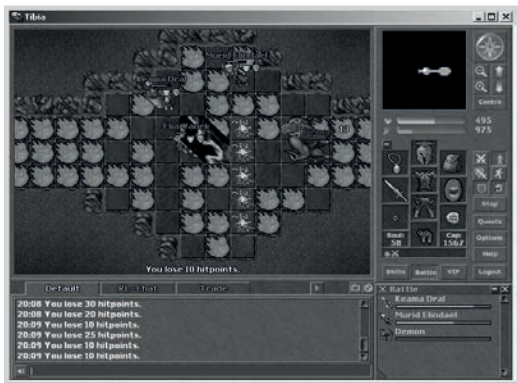 Tibia
Murid Elindael
Keama Dral
495
975
Centre
Stop
Quests
Options
Help
Logout
Soul:
58
Cap:
1567
Skills
Battle
VIP
You lose 10 hitpoints.
Default
RL-Chat
Trade
20:08 You lose 30 hitpoints.
20:08 You lose 20 hitpoints.
20:09 You lose 10 hitpoints.
20:09 You lose 25 hitpoints.
20:09 You lose 10 hitpoints.
20:09 You lose 10 hitpoints.
Battle
Keama Dral
Murid Elindael
Demon